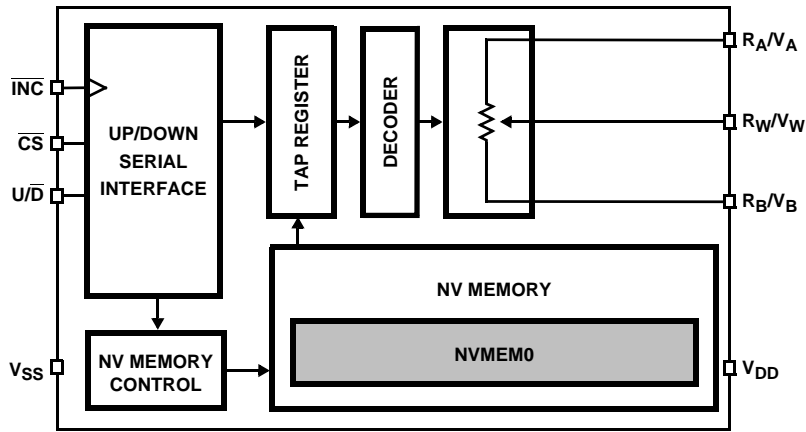 INC
CS
U/D
VSS
UP/DOWN
SERIAL
INTERFACE
TAP REGISTER
DECODER
RA/VA
RW/VW
RB/VB
NV MEMORY
CONTROL
NV MEMORY
NVMEM0
VDD